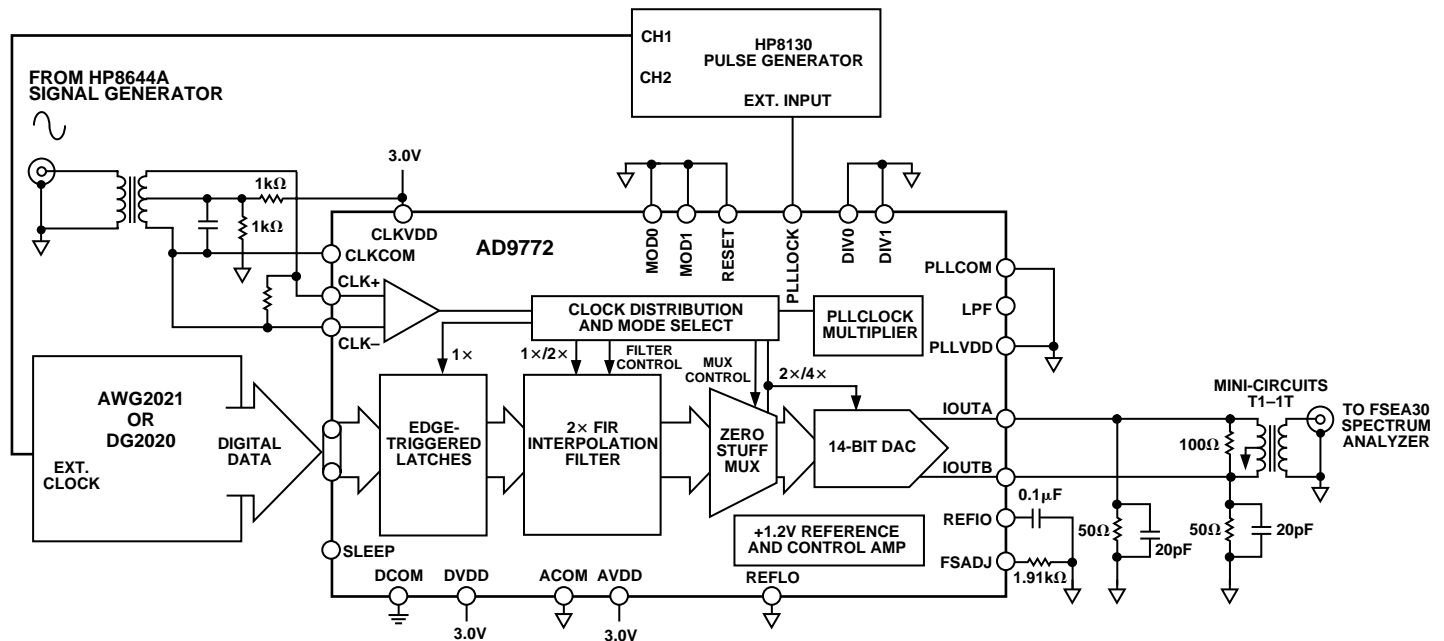 CH1
HP8130
PULSE GENERATOR
CH2
EXT. INPUT
FROM HP8644A
SIGNAL GENERATOR
3.0V
1kΩ
1kΩ
CLKVDD
AD9772
MOD0
MOD1
RESET
PLLLOCK
DIV0
DIV1
CLKCOM
CLK+
CLK–
PLLCOM
LPF
PLLVDD
CLOCK DISTRIBUTION
AND MODE SELECT
PLLCLOCK
MULTIPLIER
1×
1×/2×
FILTER
CONTROL
MUX
CONTROL
2×/4×
AWG2021
OR
DG2020
EXT.
CLOCK
DIGITAL
DATA
EDGE-
TRIGGERED
LATCHES
2× FIR
INTERPOLATION
FILTER
ZERO
STUFF
MUX
14-BIT DAC
IOUTA
IOUTB
MINI-CIRCUITS
T1–1T
100Ω
TO FSEA30
SPECTRUM
ANALYZER
0.1μF
REFIO
FSADJ
1.91kΩ
50Ω
20pF
50Ω
20pF
+1.2V REFERENCE
AND CONTROL AMP
SLEEP
DCOM
DVDD
ACOM
AVDD
REFLO
3.0V
3.0V